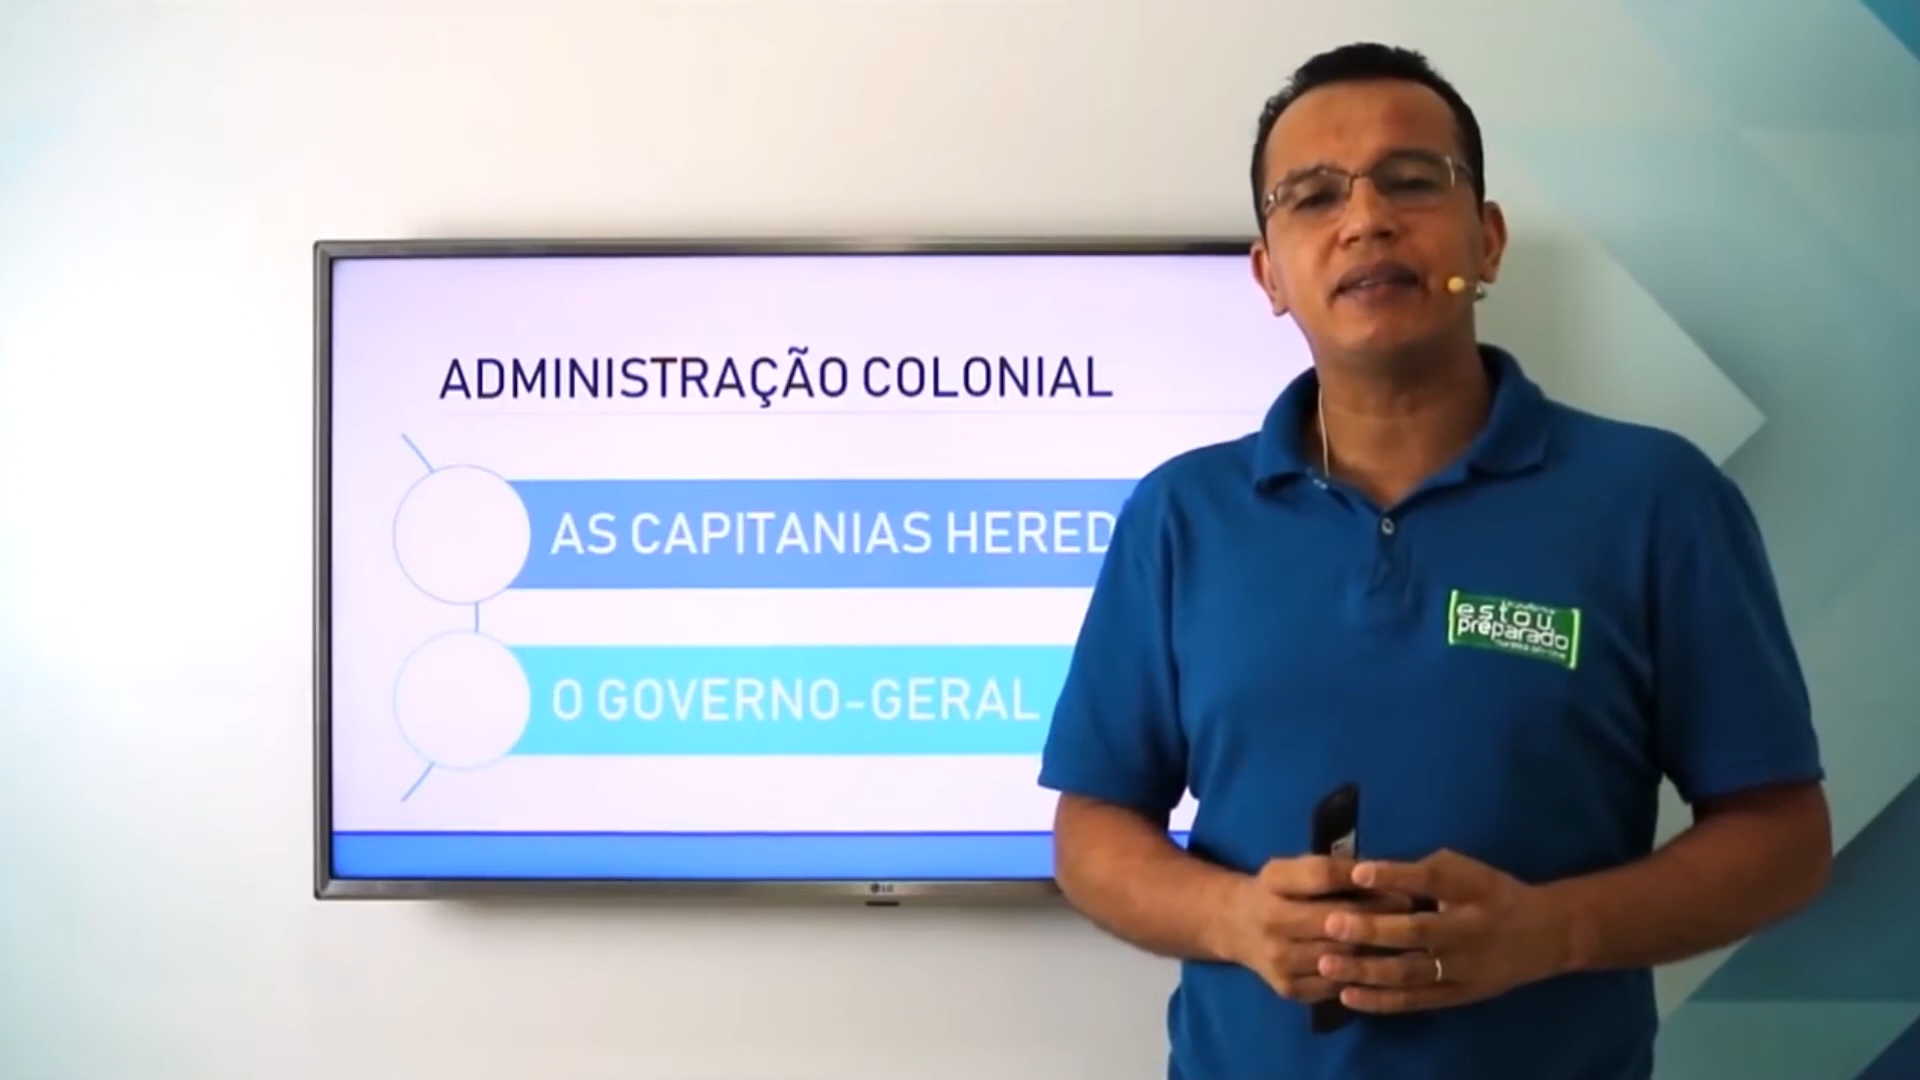 ADMINISTRAÇÃO COLONIAL
AS CAPITANIAS HERED
O GOVERNO-GERAL
LG
estou
preparado